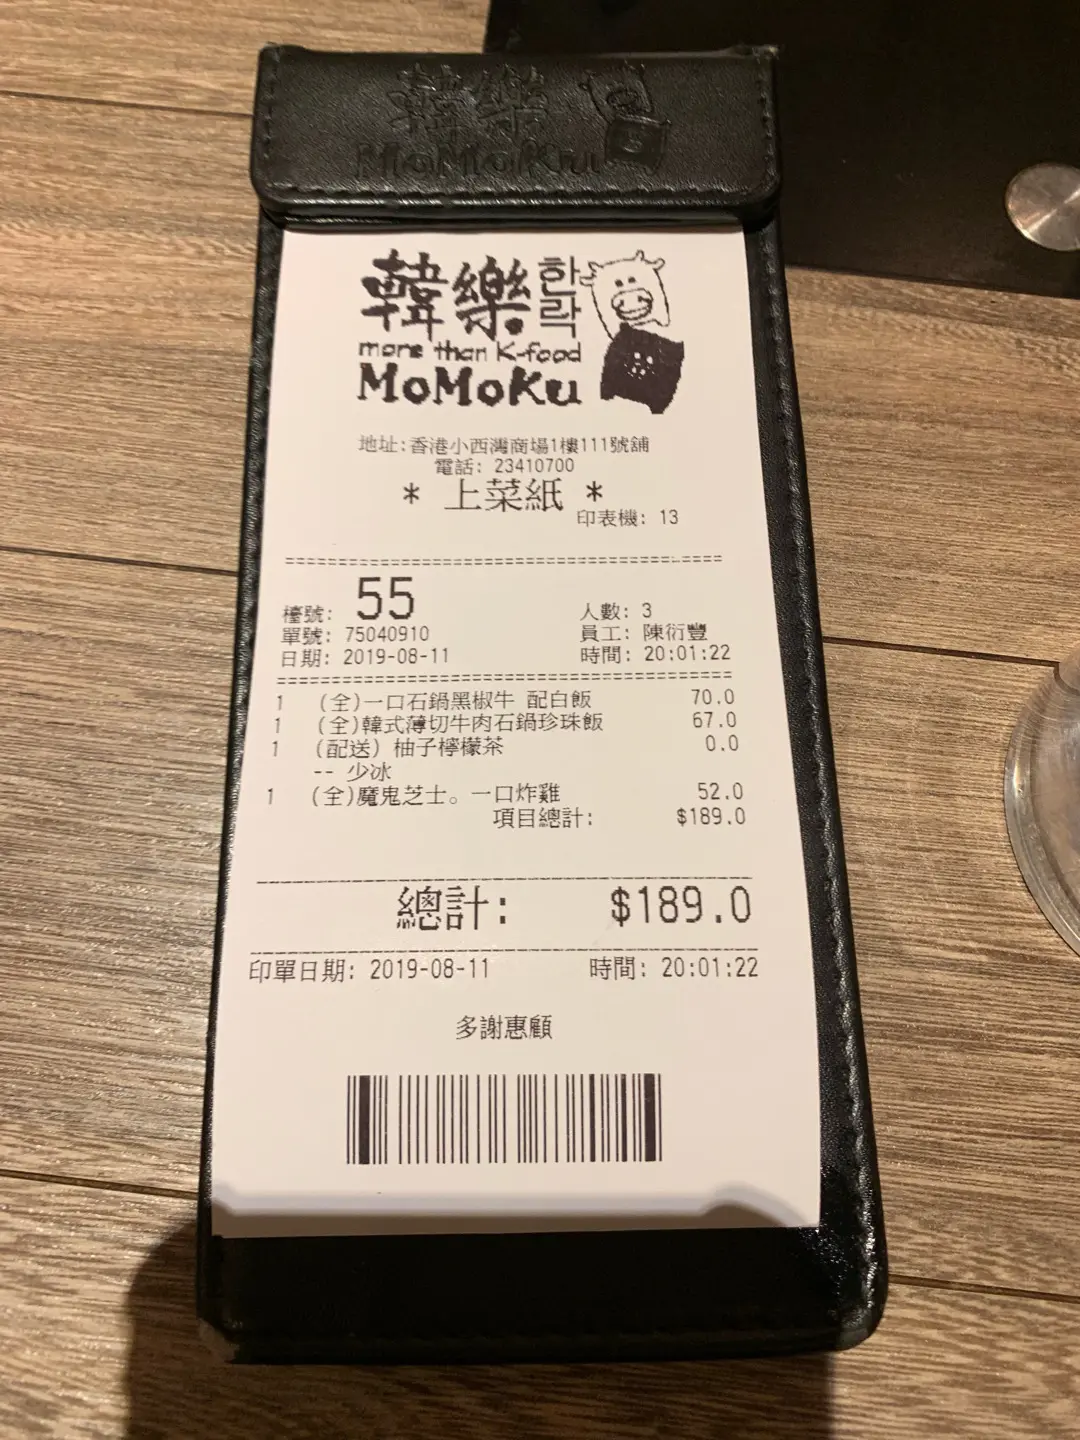 韓樂
MoMoKu
韓樂 한락
more than K-food
MoMoKu
地址:香港小西灣商場1樓111號舖
電話: 23410700
* 上菜紙 *
印表機: 13
檯號: 55 人數: 3
單號: 75040910 員工: 陳衍豐
日期: 2019-08-11 時間: 20:01:22
1 (全)一口石鍋黑椒牛 配白飯 70.0
1 (全)韓式薄切牛肉石鍋珍珠飯 67.0
1 (配送) 柚子檸檬茶 0.0
-- 少冰
1 (全)魔鬼芝士。一口炸雞 52.0
項目總計: $189.0
總計: $189.0
印單日期: 2019-08-11 時間: 20:01:22
多謝惠顧